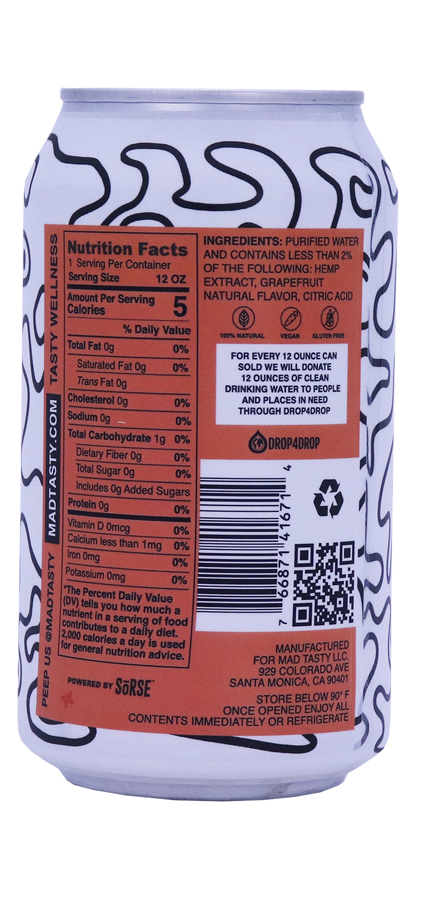 PEEP US @MADTASTY MADTASTY.COM TASTY WELLNESS
Nutrition Facts
1 Serving Per Container
Serving Size 12 OZ
Amount Per Serving
Calories 5
% Daily Value
Total Fat 0g 0%
Saturated Fat 0g 0%
Trans Fat 0g
Cholesterol 0g 0%
Sodium 0g 0%
Total Carbohydrate 1g 0%
Dietary Fiber 0g 0%
Total Sugar 0g 0%
Includes 0g Added Sugars
Protein 0g 0%
Vitamin D 0mcg 0%
Calcium less than 1mg 0%
Iron 0mg 0%
Potassium 0mg 0%
*The Percent Daily Value
(DV) tells you how much a
nutrient in a serving of food
contributes to a daily diet.
2,000 calories a day is used
for general nutrition advice.
POWERED BY SōRSE™
INGREDIENTS: PURIFIED WATER
AND CONTAINS LESS THAN 2%
OF THE FOLLOWING: HEMP
EXTRACT, GRAPEFRUIT
NATURAL FLAVOR, CITRIC ACID
100% NATURAL VEGAN GLUTEN FREE
FOR EVERY 12 OUNCE CAN
SOLD WE WILL DONATE
12 OUNCES OF CLEAN
DRINKING WATER TO PEOPLE
AND PLACES IN NEED
THROUGH DROP4DROP
DROP4DROP
7 66871 41671 4
MANUFACTURED
FOR MAD TASTY LLC.
929 COLORADO AVE
SANTA MONICA, CA 90401
STORE BELOW 90° F
ONCE OPENED ENJOY ALL
CONTENTS IMMEDIATELY OR REFRIGERATE